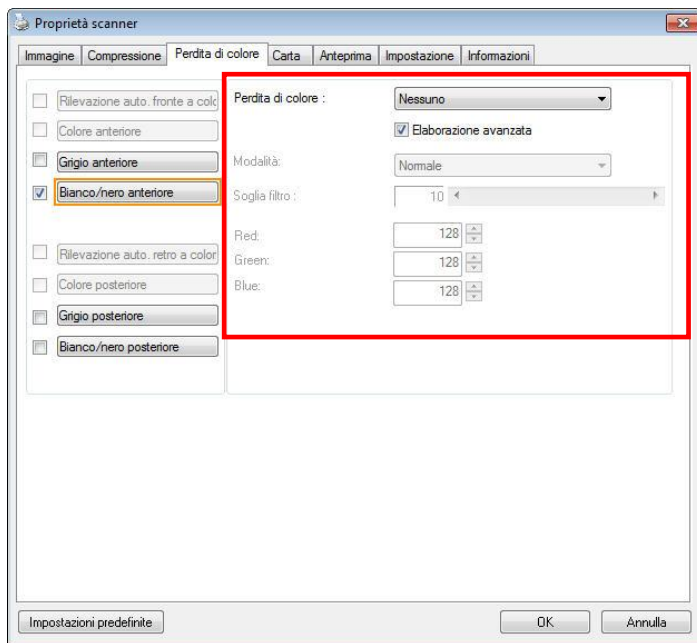 Proprietà scanner
Immagine Compressione Perdita di colore Carta Anteprima Impostazione Informazioni
Rilevazione auto. fronte a colo
Colore anteriore
Grigio anteriore
Bianco/nero anteriore
Rilevazione auto. retro a color
Colore posteriore
Grigio posteriore
Bianco/nero posteriore
Perdita di colore : Nessuno
Elaborazione avanzata
Modalità: Normale
Soglia filtro : 10
Red: 128
Green: 128
Blue: 128
Impostazioni predefinite OK Annulla